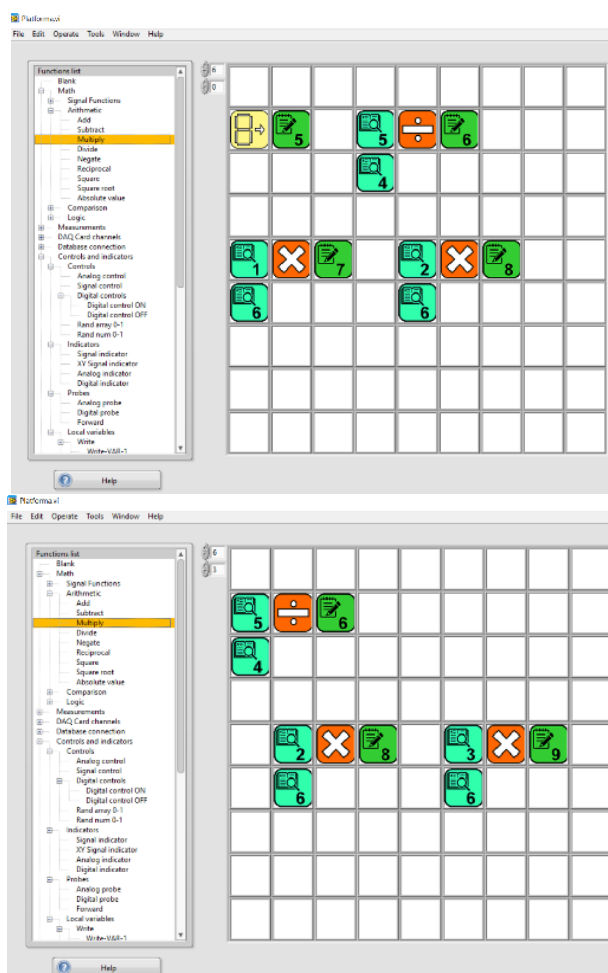 Platforma.vi
File Edit Operate Tools Window Help
Functions list
Blank
Math
Signal Functions
Arithmetic
Add
Subtract
Multiply
Divide
Negate
Reciprocal
Square
Square root
Absolute value
Comparison
Logic
Measurements
DAQ Card channels
Database connection
Controls and indicators
Controls
Analog control
Signal control
Digital controls
Digital control ON
Digital control OFF
Rand array 0-1
Rand num 0-1
Indicators
Signal indicator
XY Signal indicator
Analog indicator
Digital indicator
Probes
Analog probe
Digital probe
Forward
Local variables
Write
Write-VAR-1
Help
6
0
5 5 6
4
1 7 2 8
6 6
Platforma.vi
File Edit Operate Tools Window Help
Functions list
Blank
Math
Signal Functions
Arithmetic
Add
Subtract
Multiply
Divide
Negate
Reciprocal
Square
Square root
Absolute value
Comparison
Logic
Measurements
DAQ Card channels
Database connection
Controls and indicators
Controls
Analog control
Signal control
Digital controls
Digital control ON
Digital control OFF
Rand array 0-1
Rand num 0-1
Indicators
Signal indicator
XY Signal indicator
Analog indicator
Digital indicator
Probes
Analog probe
Digital probe
Forward
Local variables
Write
Write-VAR-1
Help
6
3
5 6
4
2 8 3 9
6 6